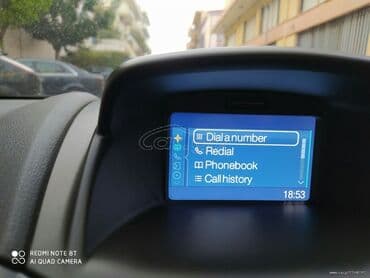 Dial a number
Redial
Phonebook
Call history
18:53
REDMI NOTE 8T
AI QUAD CAMERA